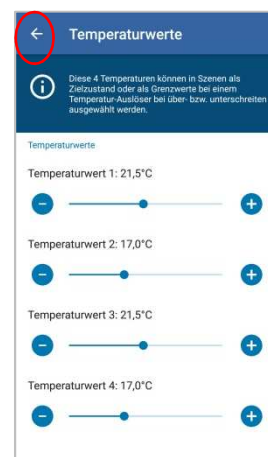 Temperaturwerte
Diese 4 Temperaturen können in Szenen als
Zielzustand oder als Grenzwerte bei einem
Temperatur-Auslöser bei über- bzw. unterschreiten
ausgewählt werden.
Temperaturwerte
Temperaturwert 1: 21,5°C
Temperaturwert 2: 17,0°C
Temperaturwert 3: 21,5°C
Temperaturwert 4: 17,0°C